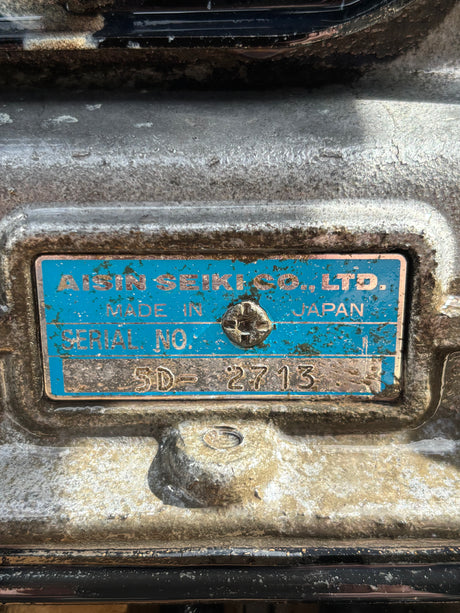 AISIN SEIKI CO., LTD.
MADE IN JAPAN
SERIAL NO.
5D- 2713